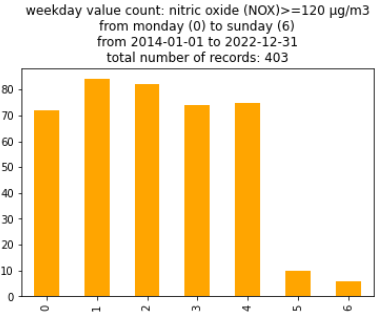 weekday value count: nitric oxide (NOX)>=120 µg/m3
from monday (0) to sunday (6)
from 2014-01-01 to 2022-12-31
total number of records: 403
80
70
60
50
40
30
20
10
0
0 1 2 3 4 5 6